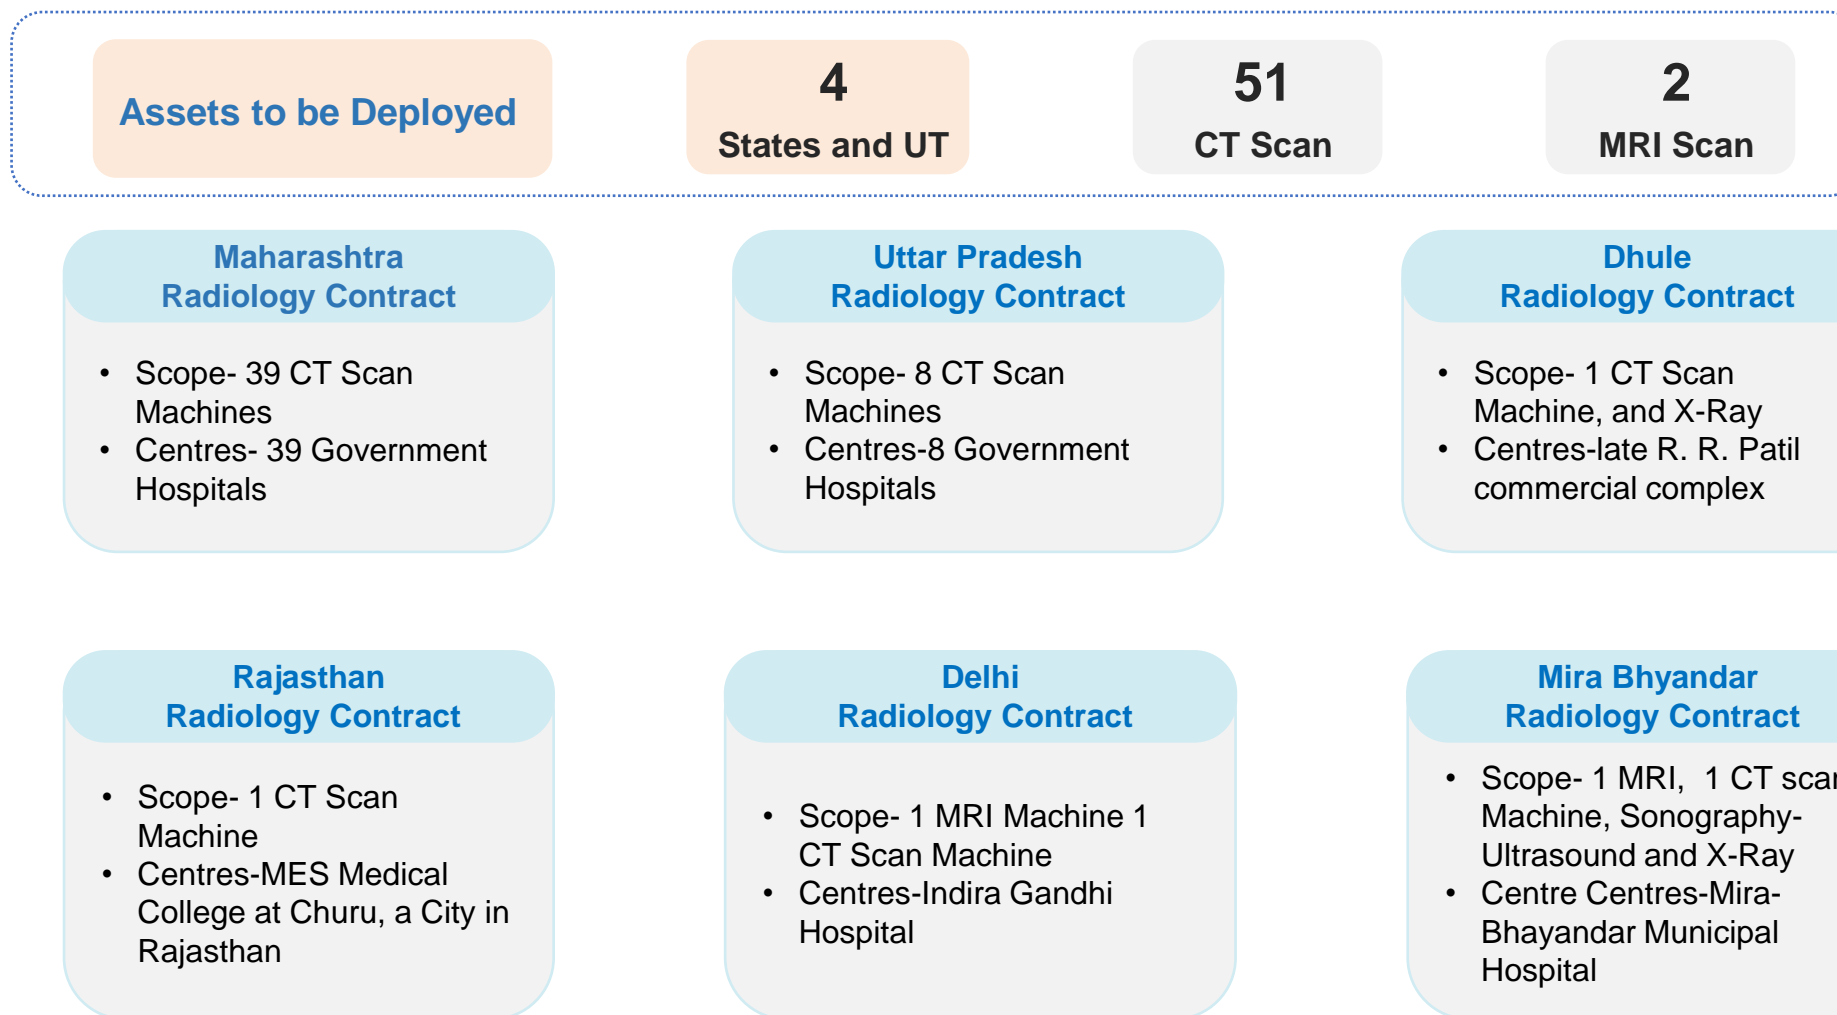 Assets to be Deployed
4
States and UT
51
CT Scan
2
MRI Scan
Maharashtra
Radiology Contract
• Scope- 39 CT Scan
Machines
• Centres- 39 Government
Hospitals
Uttar Pradesh
Radiology Contract
• Scope- 8 CT Scan
Machines
• Centres-8 Government
Hospitals
Dhule
Radiology Contract
• Scope- 1 CT Scan
Machine, and X-Ray
• Centres-late R. R. Patil
commercial complex
Rajasthan
Radiology Contract
• Scope- 1 CT Scan
Machine
• Centres-MES Medical
College at Churu, a City in
Rajasthan
Delhi
Radiology Contract
• Scope- 1 MRI Machine 1
CT Scan Machine
• Centres-Indira Gandhi
Hospital
Mira Bhyandar
Radiology Contract
• Scope- 1 MRI,  1 CT scan
Machine, Sonography-
Ultrasound and X-Ray
• Centre Centres-Mira-
Bhayandar Municipal
Hospital